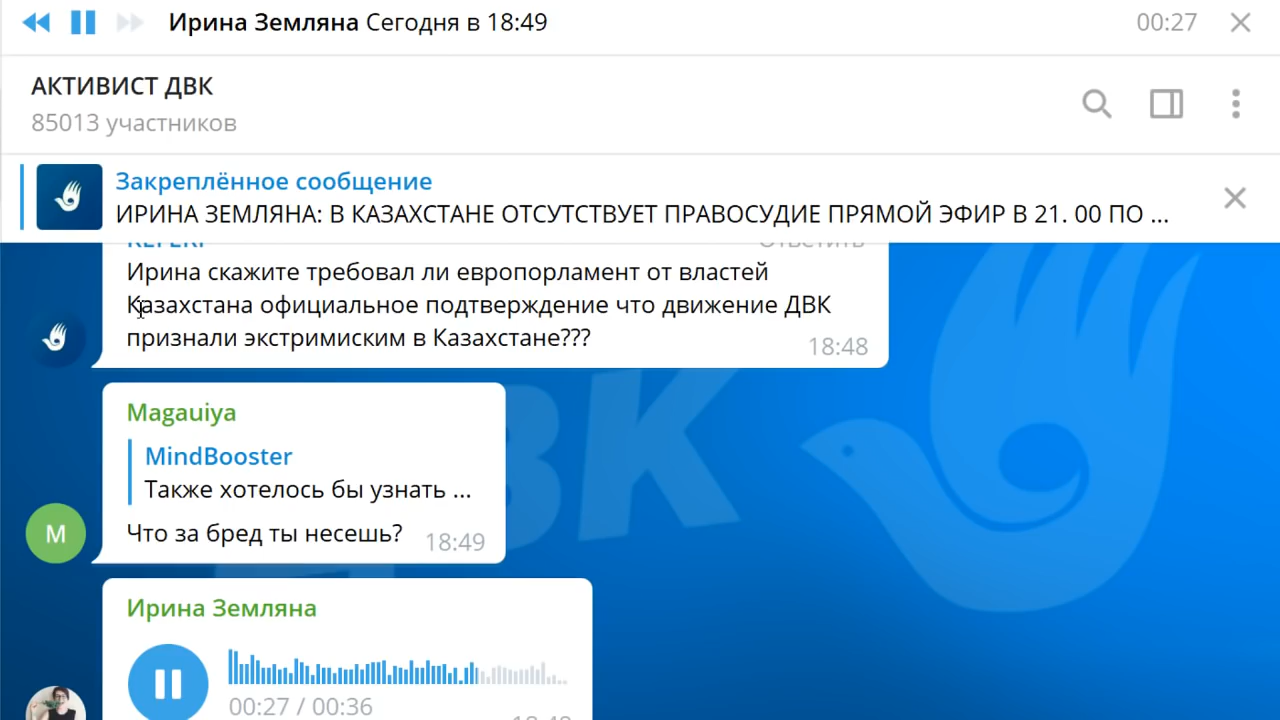 Ирина Земляна Сегодня в 18:49
00:27
АКТИВИСТ ДВК
85013 участников
Закреплённое сообщение
ИРИНА ЗЕМЛЯНА: В КАЗАХСТАНЕ ОТСУТСТВУЕТ ПРАВОСУДИЕ ПРЯМОЙ ЭФИР В 21. 00 ПО ...
Ирина скажите требовал ли европорламент от властей
Казахстана официальное подтверждение что движение ДВК
признали экстримиским в Казахстане???
18:48
Magauiya
MindBooster
Также хотелось бы узнать ...
Что за бред ты несешь?
18:49
М
Ирина Земляна
00:27 / 00:36
ДВК